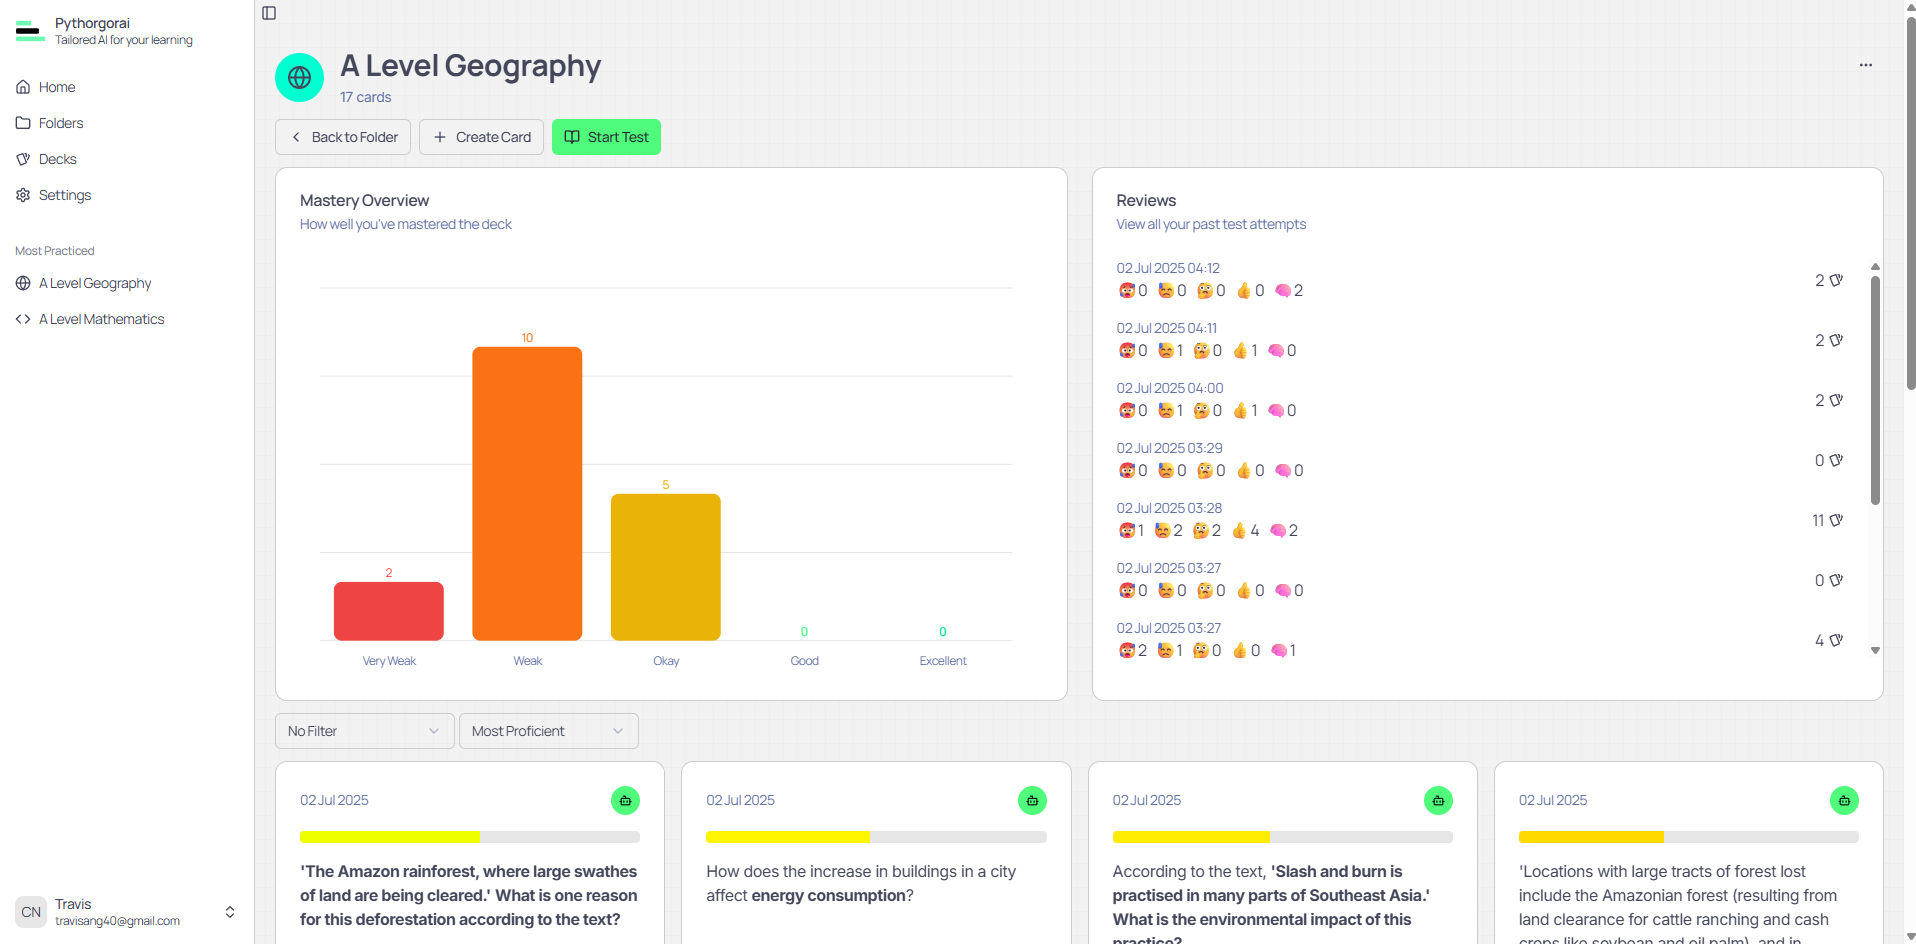 Pythorgorai
Tailored AI for your learning
Home
Folders
Decks
Settings
Most Practiced
A Level Geography
A Level Mathematics
CN
Travis
travisang40@gmail.com
A Level Geography
17 cards
Back to Folder
Create Card
Start Test
Mastery Overview
How well you've mastered the deck
2
10
5
0
0
Very Weak
Weak
Okay
Good
Excellent
Reviews
View all your past test attempts
02 Jul 2025 04:12
0 0 0 0 2
2
02 Jul 2025 04:11
0 1 0 1 0
2
02 Jul 2025 04:00
0 1 0 1 0
2
02 Jul 2025 03:29
0 0 0 0 0
0
02 Jul 2025 03:28
1 2 2 4 2
11
02 Jul 2025 03:27
0 0 0 0 0
0
02 Jul 2025 03:27
2 1 0 0 1
4
No Filter
Most Proficient
02 Jul 2025
'The Amazon rainforest, where large swathes
of land are being cleared.' What is one reason
for this deforestation according to the text?
02 Jul 2025
How does the increase in buildings in a city
affect energy consumption?
02 Jul 2025
According to the text, 'Slash and burn is
practised in many parts of Southeast Asia.'
What is the environmental impact of this
practice?
02 Jul 2025
'Locations with large tracts of forest lost
include the Amazonian forest (resulting from
land clearance for cattle ranching and cash
crops like soybean and oil palm), and in